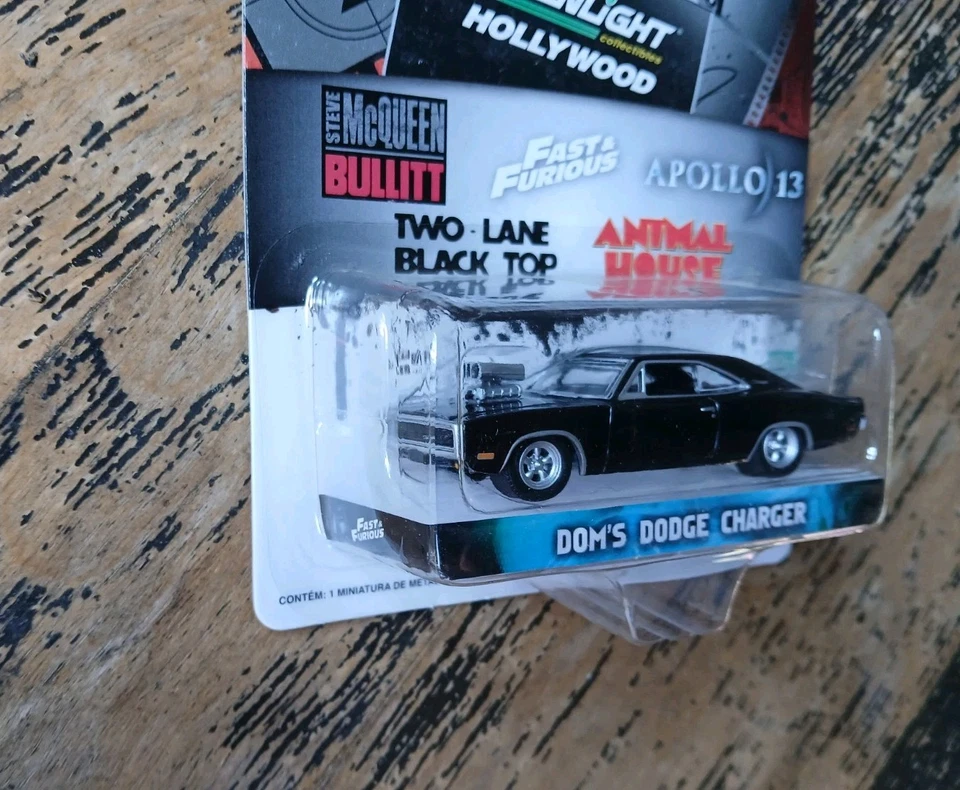 HOLLYWOOD
collectibles
STEVE
McQUEEN
BULLITT
FAST &
FURIOUS
APOLLO 13
TWO-LANE
BLACK TOP
ANIMAL
HOUSE
DOM'S DODGE CHARGER
FAST &
FURIOUS
CONTÉM: 1 MINIATURA DE